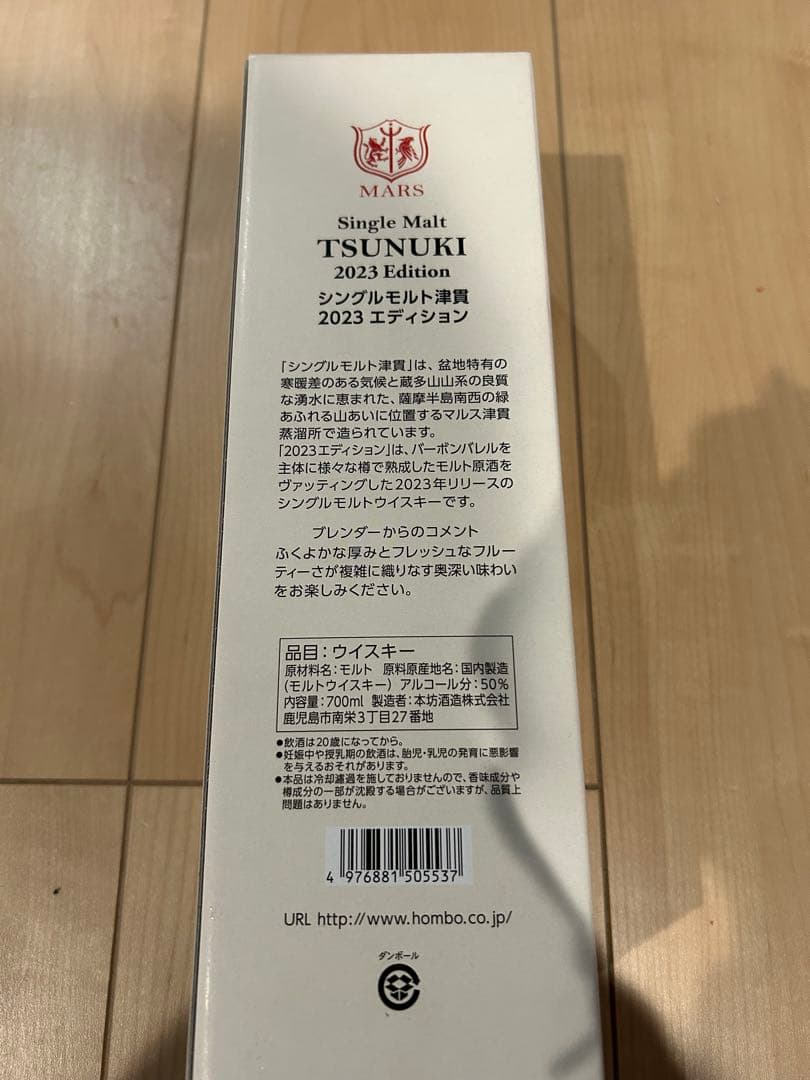 MARS
Single Malt
TSUNUKI
2023 Edition
シングルモルト津貫
2023 エディション
「シングルモルト津貫」は、盆地特有の
寒暖差のある気候と蔵多山山系の良質
な湧水に恵まれた、薩摩半島南西の緑
あふれる山あいに位置するマルス津貫
蒸溜所で造られています。
「2023エディション」は、バーボンバレルを
主体に様々な樽で熟成したモルト原酒を
ヴァッティングした2023年リリースの
シングルモルトウイスキーです。
ブレンダーからのコメント
ふくよかな厚みとフレッシュなフルー
ティーさが複雑に織りなす奥深い味わい
をお楽しみください。
品目：ウイスキー
原材料名：モルト 原料原産地名：国内製造
（モルトウイスキー） アルコール分：50%
内容量：700ml 製造者：本坊酒造株式会社
鹿児島市南栄3丁目27番地
●飲酒は20歳になってから。
●妊娠中や授乳期の飲酒は、胎児・乳児の発育に悪影響
を与えるおそれがあります。
●本品は冷却濾過を施しておりませんので、香味成分や
樽成分の一部が沈殿する場合がございますが、品質上
問題はありません。
4 976881 505537
URL http://www.hombo.co.jp/
ダンボール